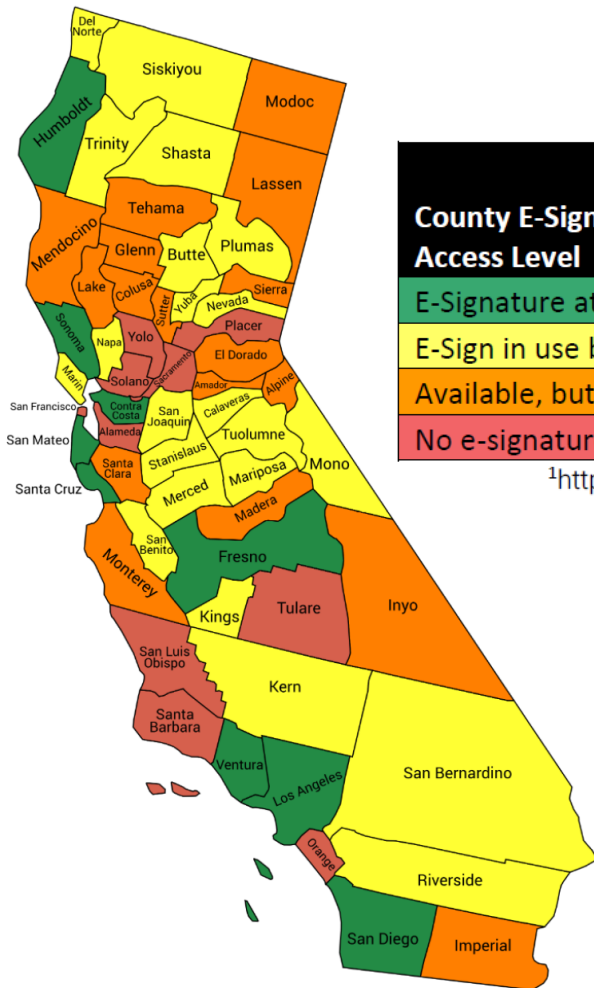 Del
Norte
Siskiyou
Modoc
Humboldt
Trinity
Shasta
Lassen
Tehama
Mendocino
Glenn
Butte
Plumas
Lake
Colusa
Sutter
Yuba
Nevada
Sierra
Sonoma
Napa
Yolo
Placer
Sacramento
El Dorado
Marin
Solano
Amador
Alpine
San Francisco
Contra
Costa
San
Joaquin
Calaveras
San Mateo
Alameda
Tuolumne
Stanislaus
Mono
Santa
Clara
Santa Cruz
Merced
Mariposa
Madera
San
Benito
Monterey
Fresno
Inyo
Kings
Tulare
San Luis
Obispo
Kern
Santa
Barbara
Ventura
Los Angeles
San Bernardino
Orange
Riverside
San Diego
Imperial
County E-Sign
Access Level
E-Signature at
E-Sign in use b
Available, but
No e-signatur
¹http